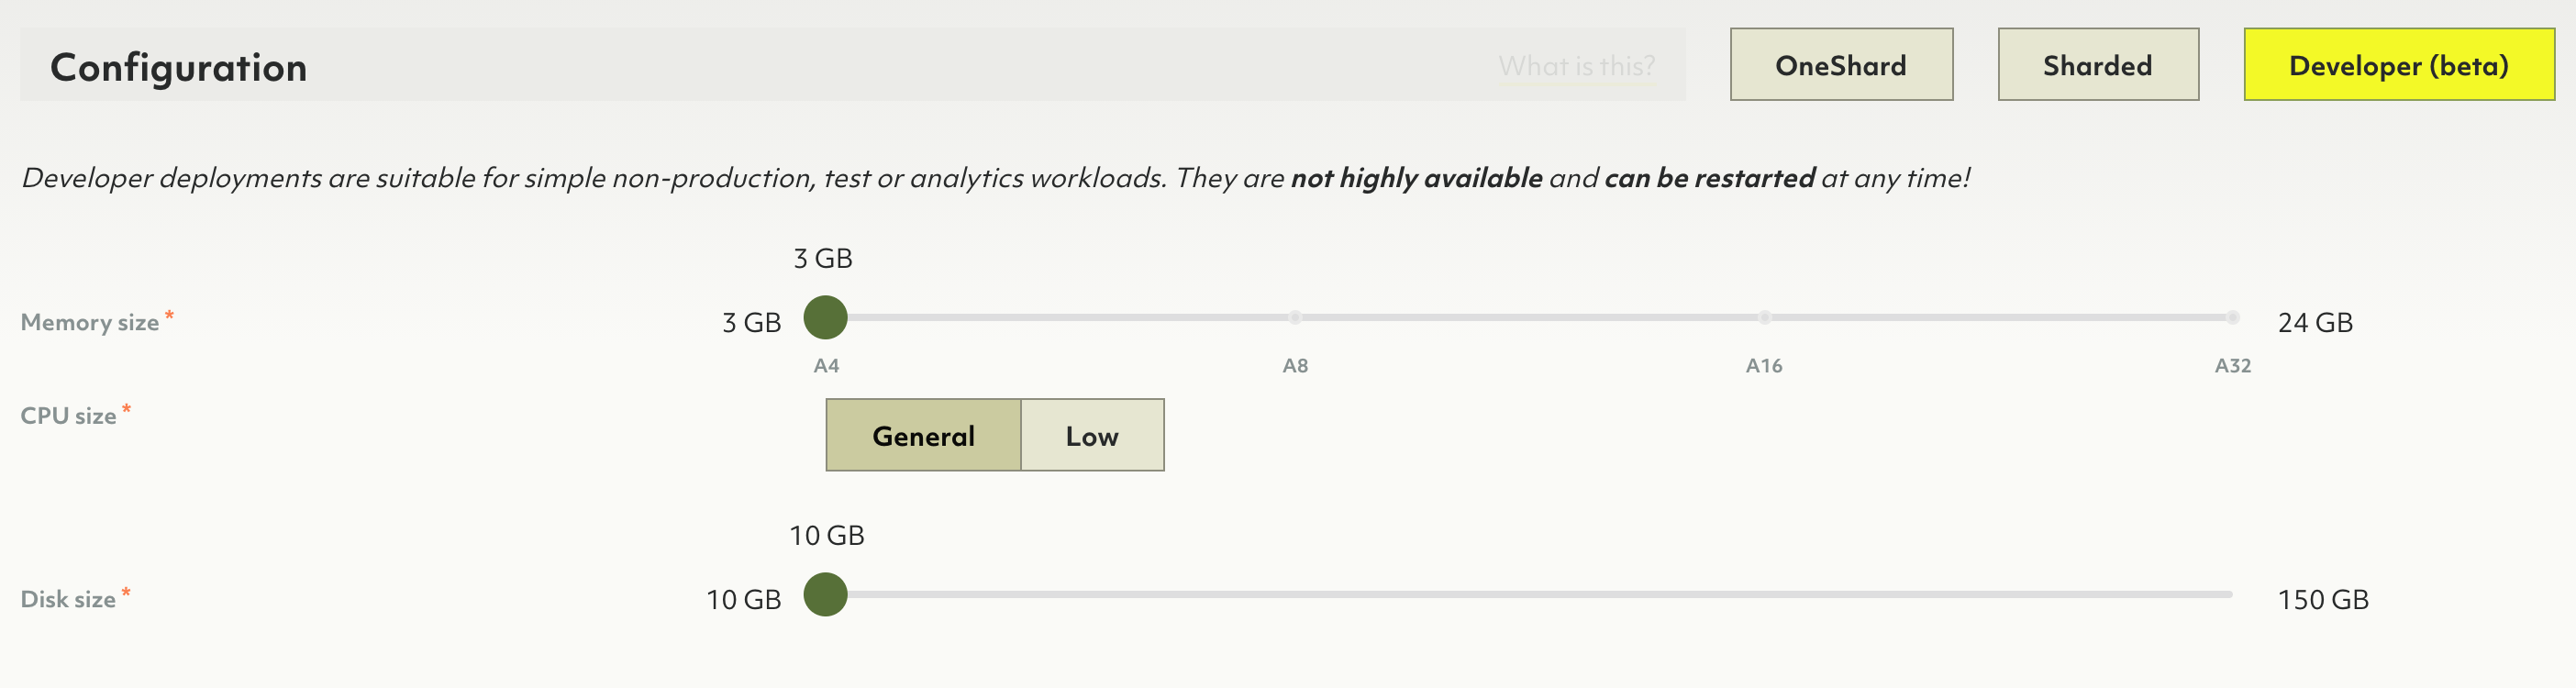 Configuration
What is this?
OneShard
Sharded
Developer (beta)
Developer deployments are suitable for simple non-production, test or analytics workloads. They are not highly available and can be restarted at any time!
3 GB
Memory size *
3 GB
24 GB
A4
A8
A16
A32
CPU size *
General
Low
10 GB
Disk size *
10 GB
150 GB